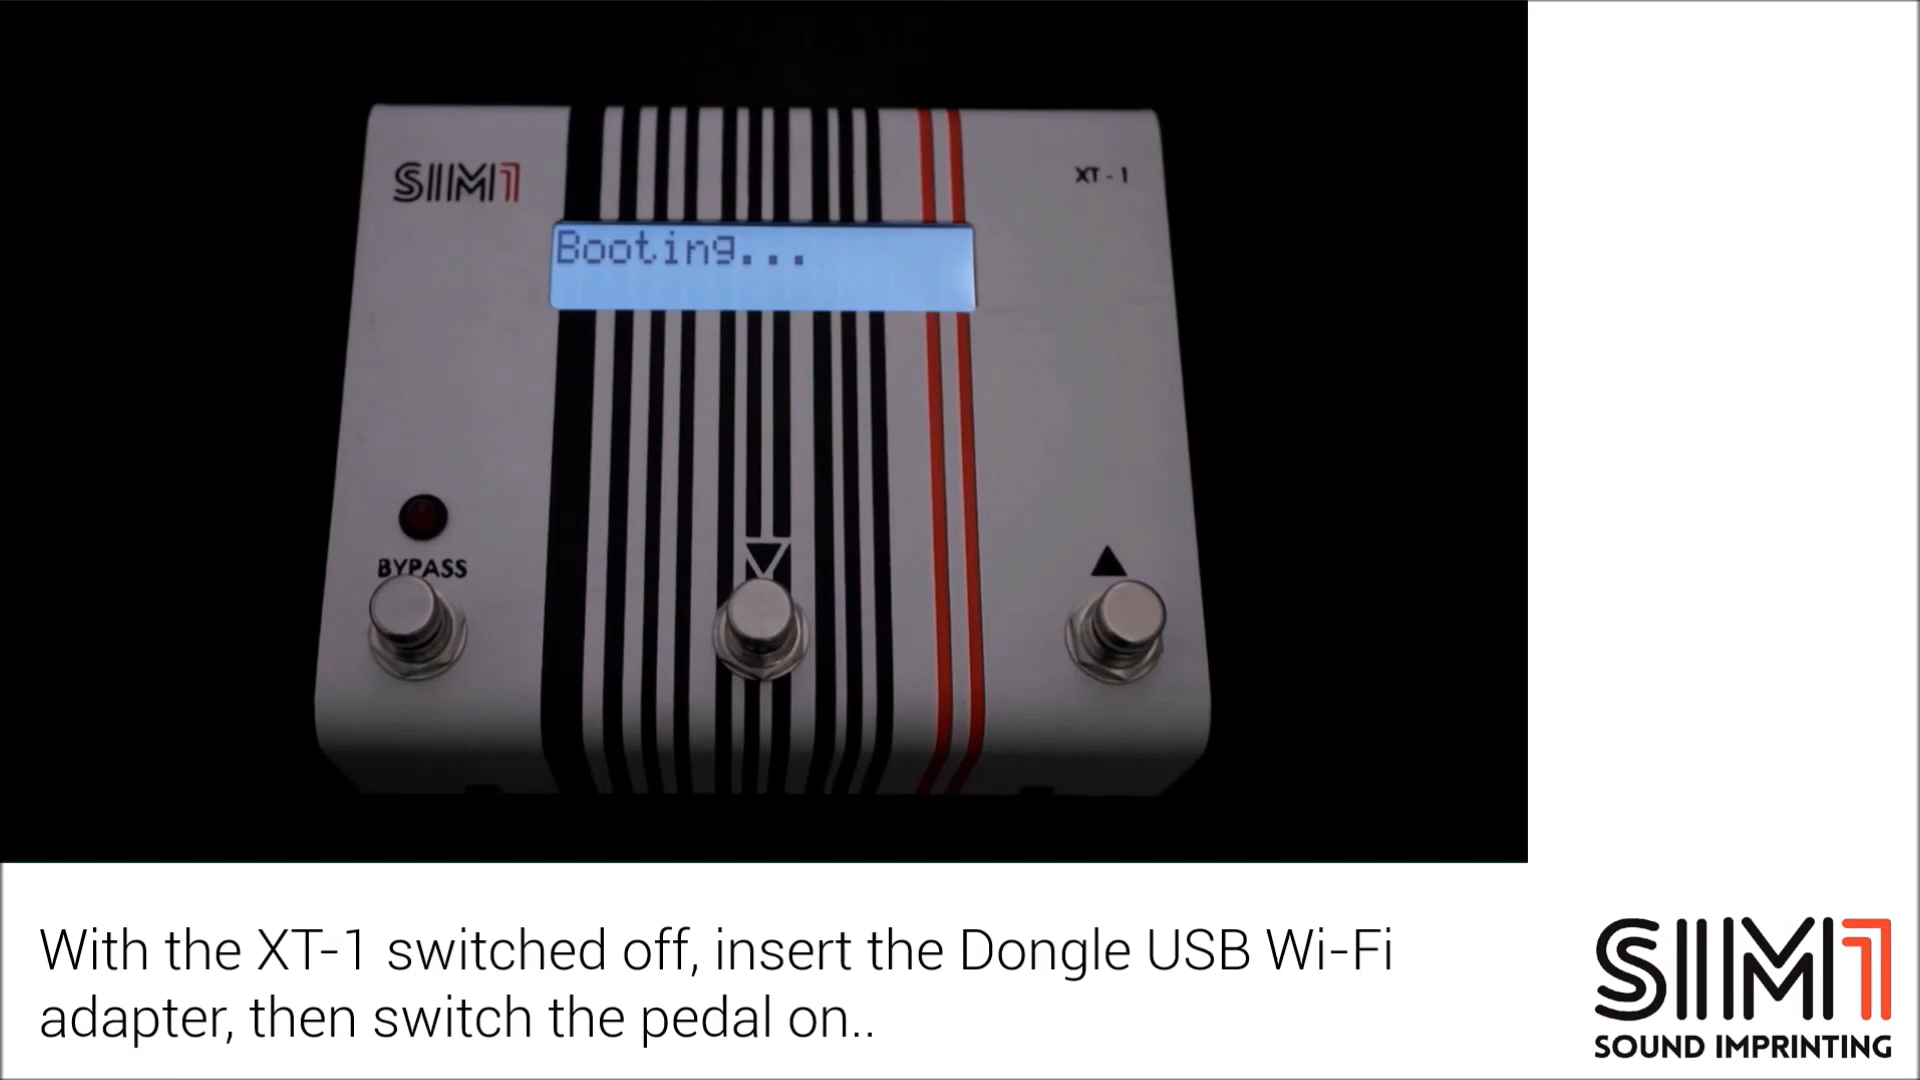 SIM1
XT - 1
Booting...
BYPASS
With the XT-1 switched off, insert the Dongle USB Wi-Fi
adapter, then switch the pedal on..
SIM1
SOUND IMPRINTING